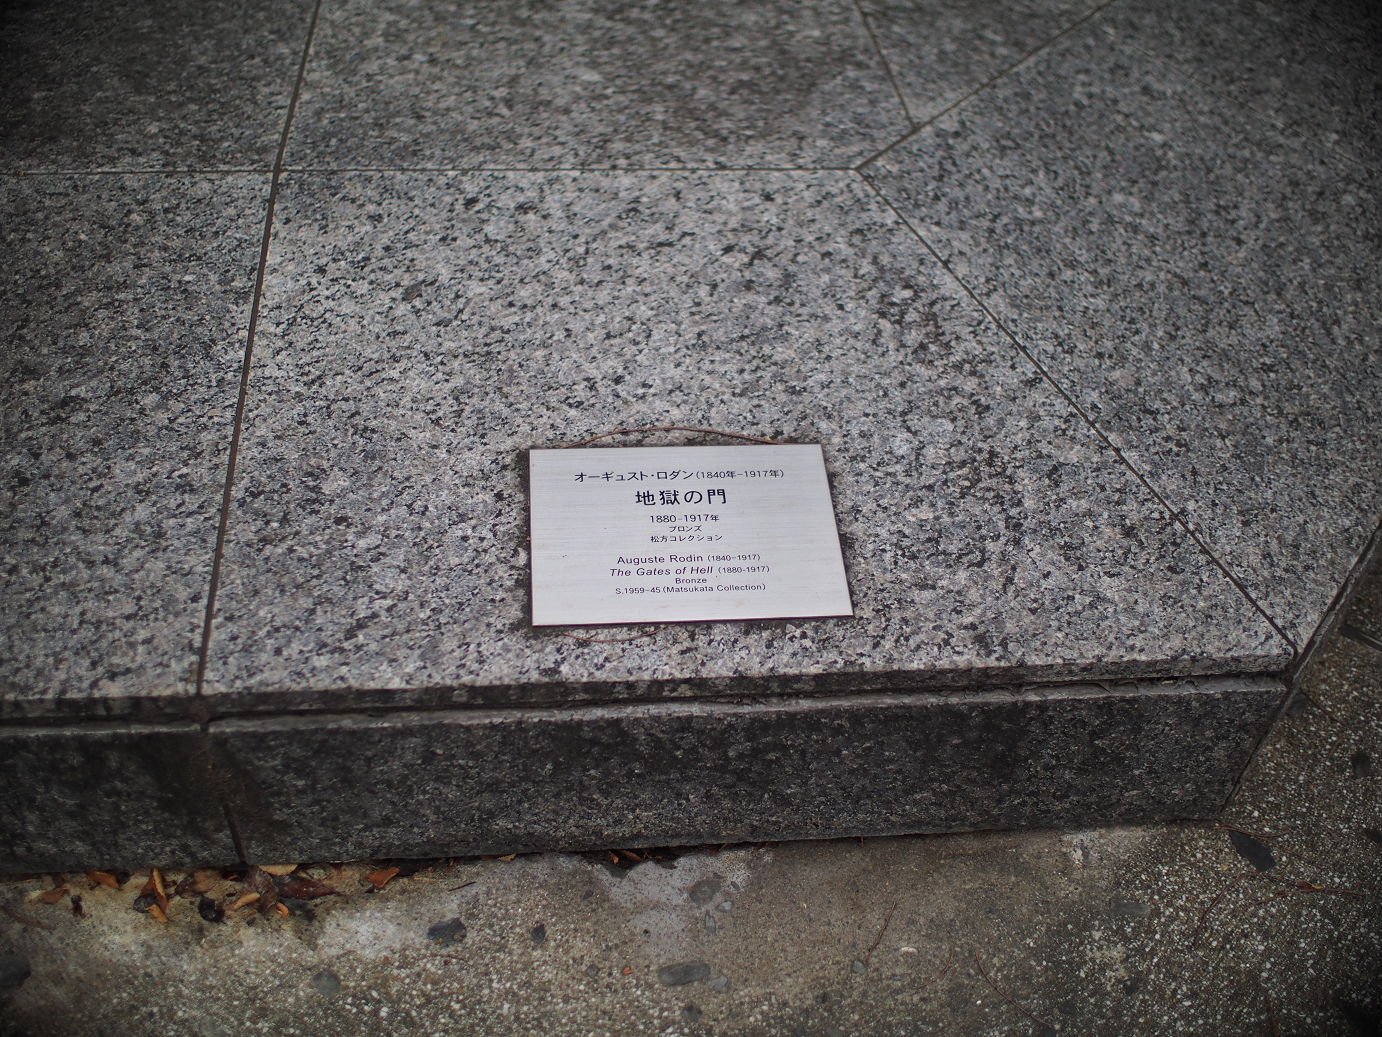 オーギュスト・ロダン(1840年-1917年)
地獄の門
1880-1917年
ブロンズ
松方コレクション
Auguste Rodin (1840-1917)
The Gates of Hell (1880-1917)
Bronze
S.1959-45(Matsukata Collection)